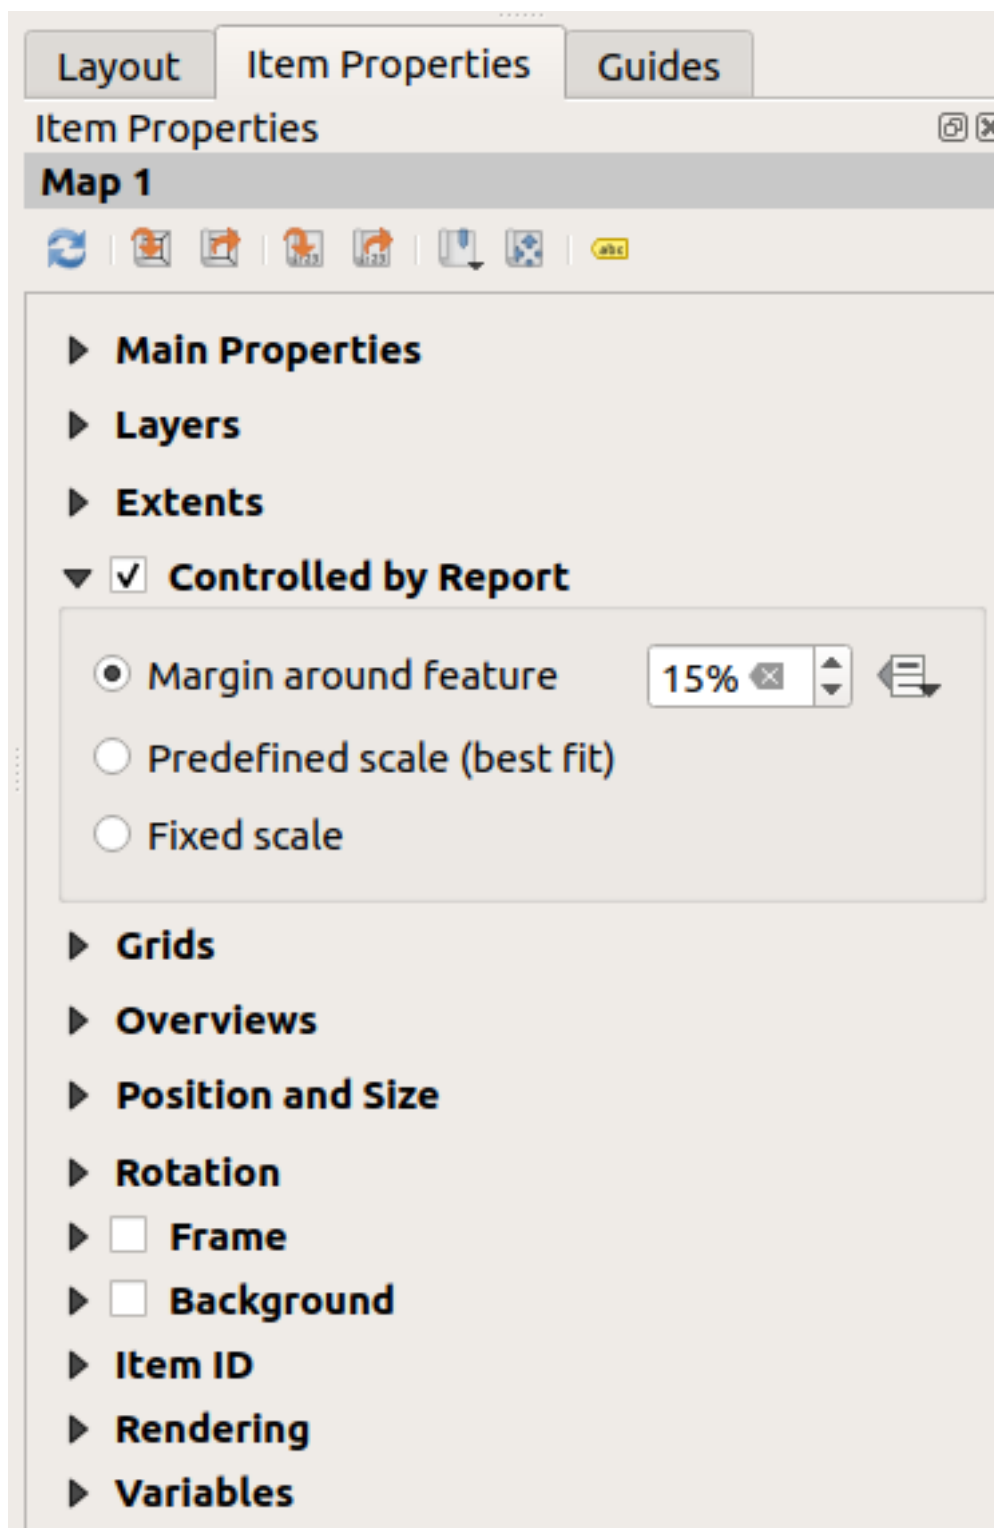 Layout Item Properties Guides
Item Properties
Map 1
abc
Main Properties
Layers
Extents
Controlled by Report
Margin around feature 15%
Predefined scale (best fit)
Fixed scale
Grids
Overviews
Position and Size
Rotation
Frame
Background
Item ID
Rendering
Variables